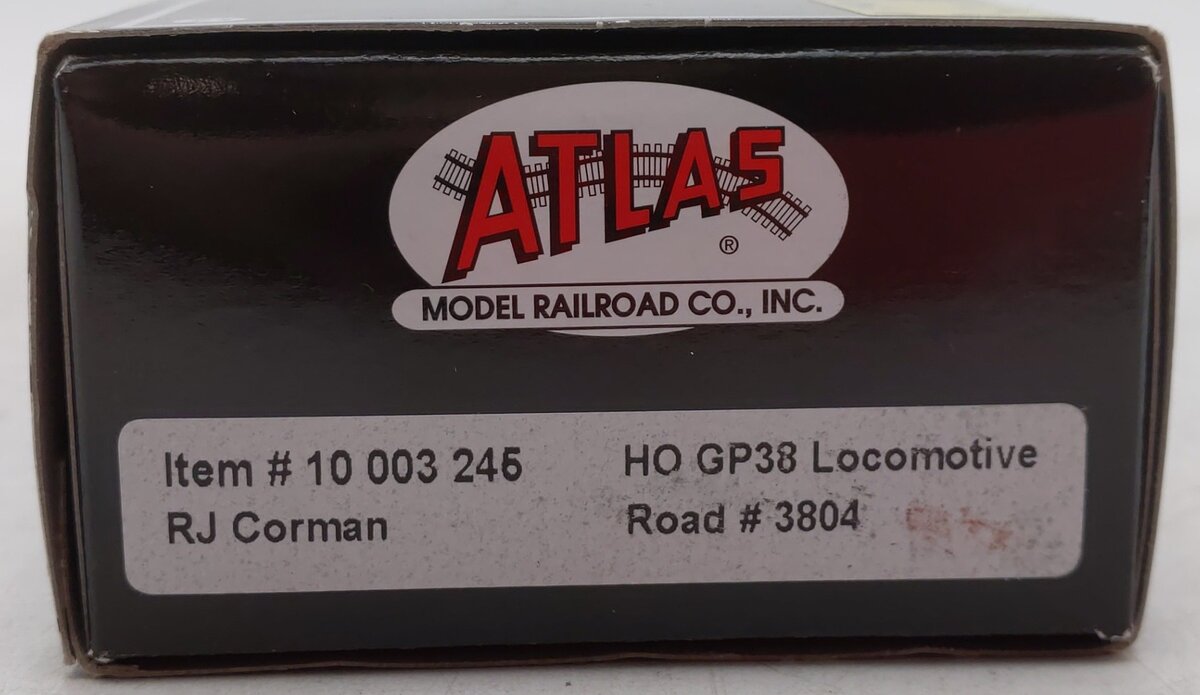 ATLAS
®
MODEL RAILROAD CO., INC.
Item # 10 003 245 HO GP38 Locomotive
RJ Corman Road # 3804